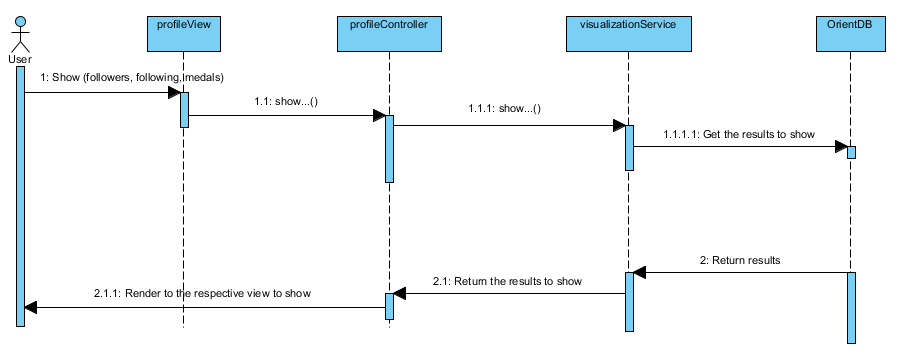 profileView
profileController
visualizationService
OrientDB
User
1: Show (followers, following,medals)
1.1: show...()
1.1.1: show...()
1.1.1.1: Get the results to show
2: Return results
2.1: Return the results to show
2.1.1: Render to the respective view to show